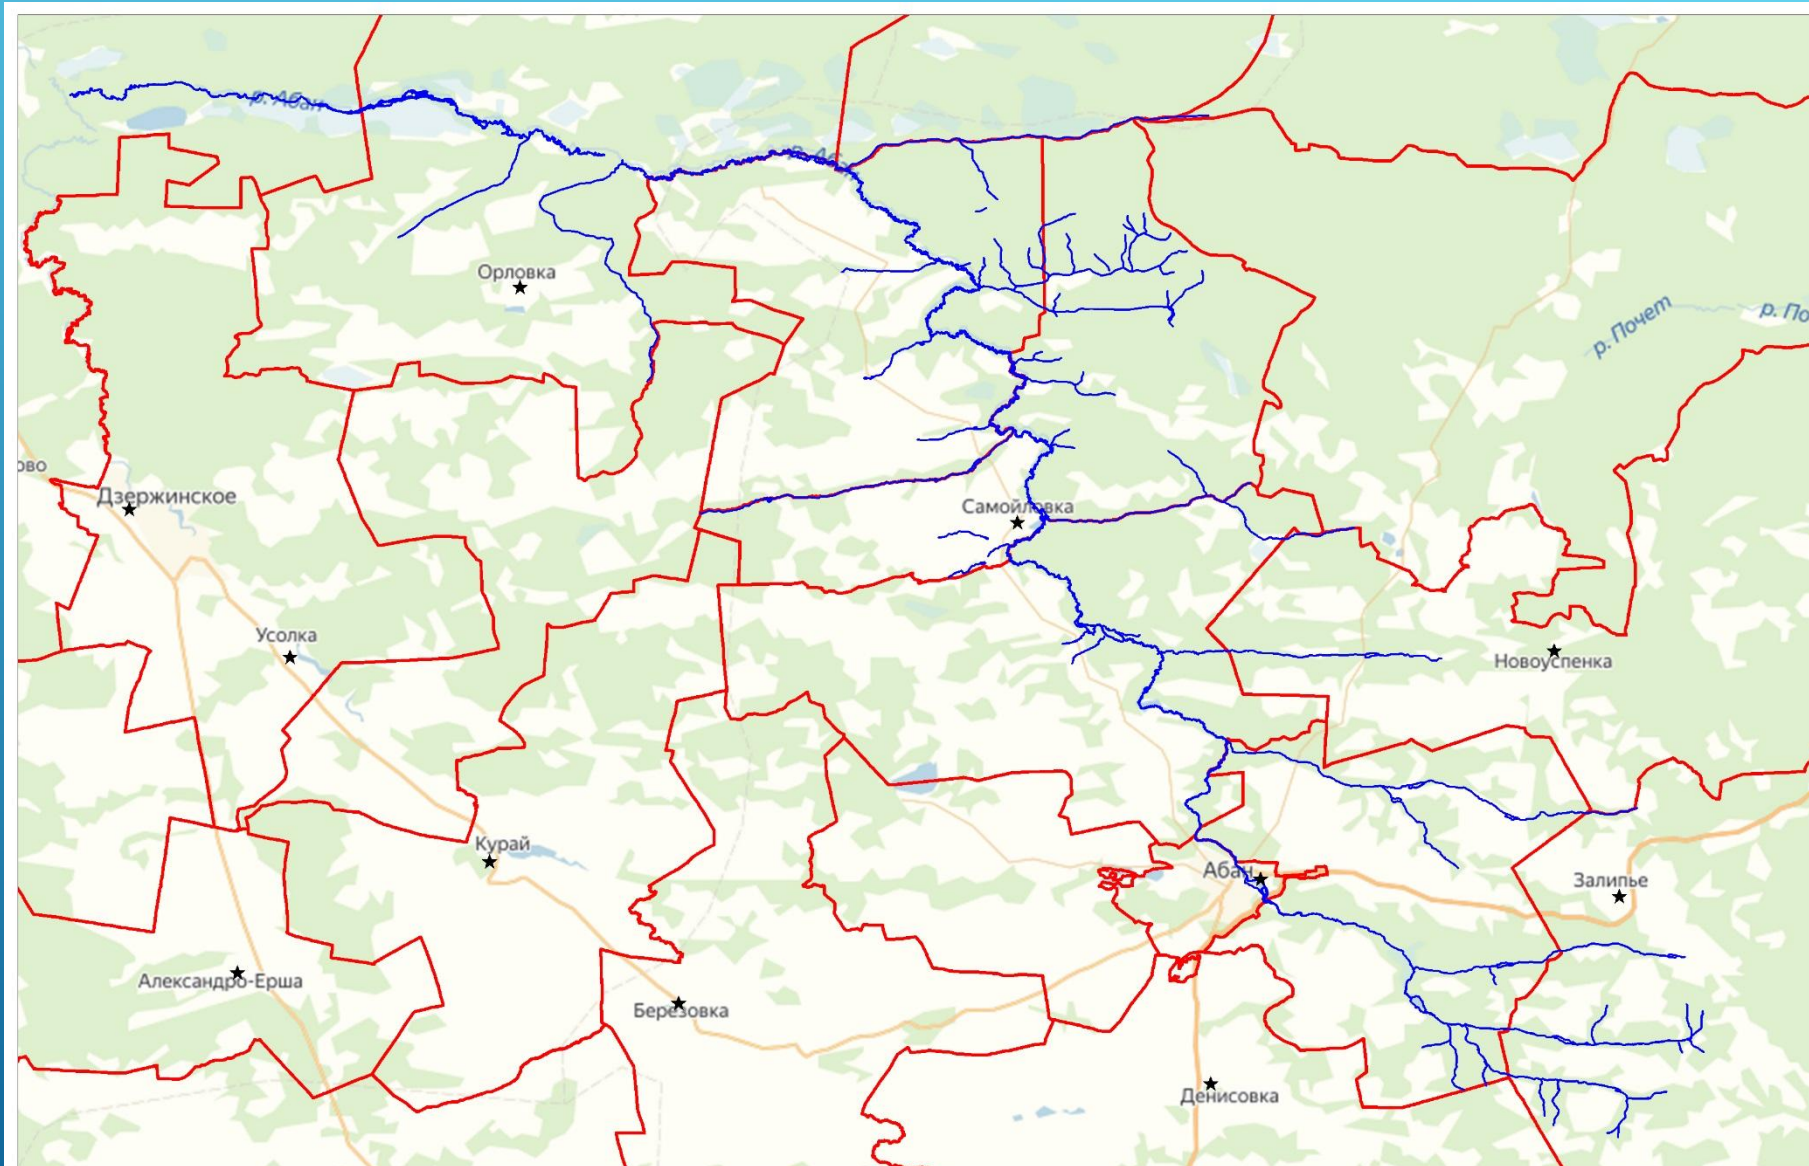 р. Абан
р. Абан
Орловка
р. Почет
р. По
ово
Дзержинское
Самойловка
Усолка
Новоуспенка
Курай
Абан
Залипье
Александро-Ерша
Березовка
Денисовка